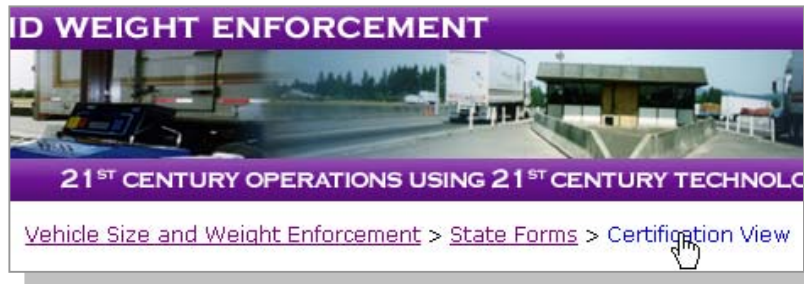 ID WEIGHT ENFORCEMENT
21ST CENTURY OPERATIONS USING 21ST CENTURY TECHNOLO
Vehicle Size and Weight Enforcement > State Forms > Certification View